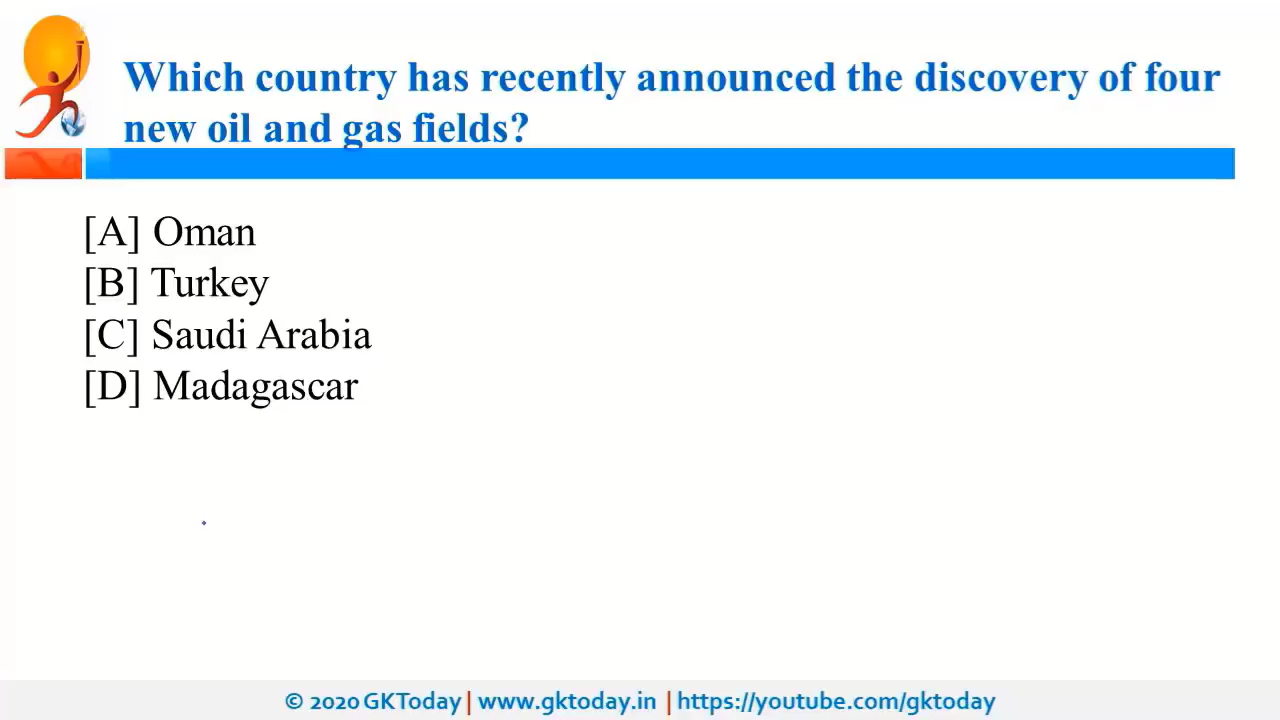 Which country has recently announced the discovery of four
new oil and gas fields?
[A] Oman
[B] Turkey
[C] Saudi Arabia
[D] Madagascar
© 2020 GKToday | www.gktoday.in | https://youtube.com/gktoday